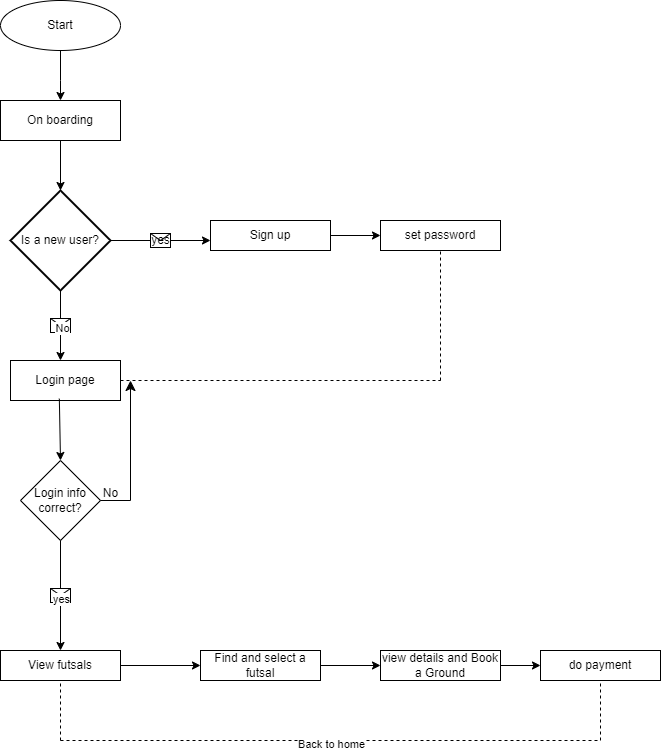 Start
On boarding
Is a new user?
yes
Sign up
set password
No
Login page
Login info
correct?
No
yes
View futsals
Find and select a
futsal
view details and Book
a Ground
do payment
Back to home